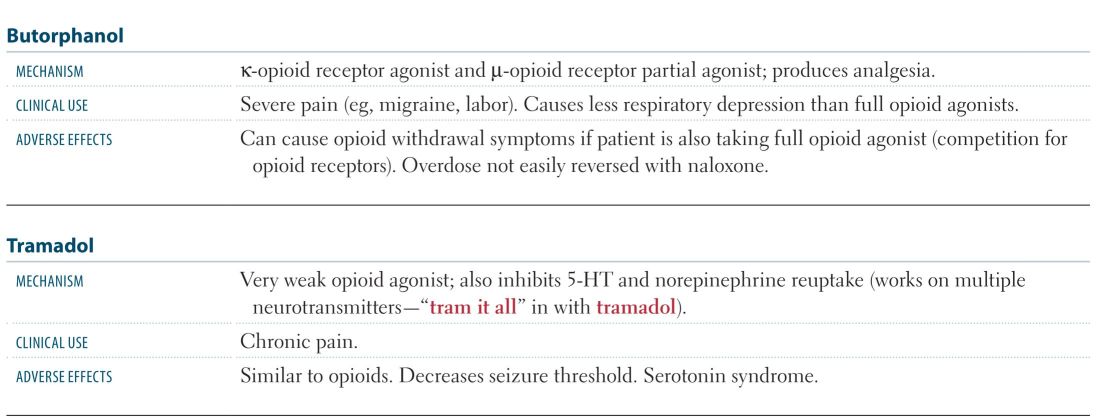 Butorphanol
MECHANISM κ-opioid receptor agonist and μ-opioid receptor partial agonist; produces analgesia.
CLINICAL USE Severe pain (eg, migraine, labor). Causes less respiratory depression than full opioid agonists.
ADVERSE EFFECTS Can cause opioid withdrawal symptoms if patient is also taking full opioid agonist (competition for
opioid receptors). Overdose not easily reversed with naloxone.
Tramadol
MECHANISM Very weak opioid agonist; also inhibits 5-HT and norepinephrine reuptake (works on multiple
neurotransmitters—“tram it all” in with tramadol).
CLINICAL USE Chronic pain.
ADVERSE EFFECTS Similar to opioids. Decreases seizure threshold. Serotonin syndrome.